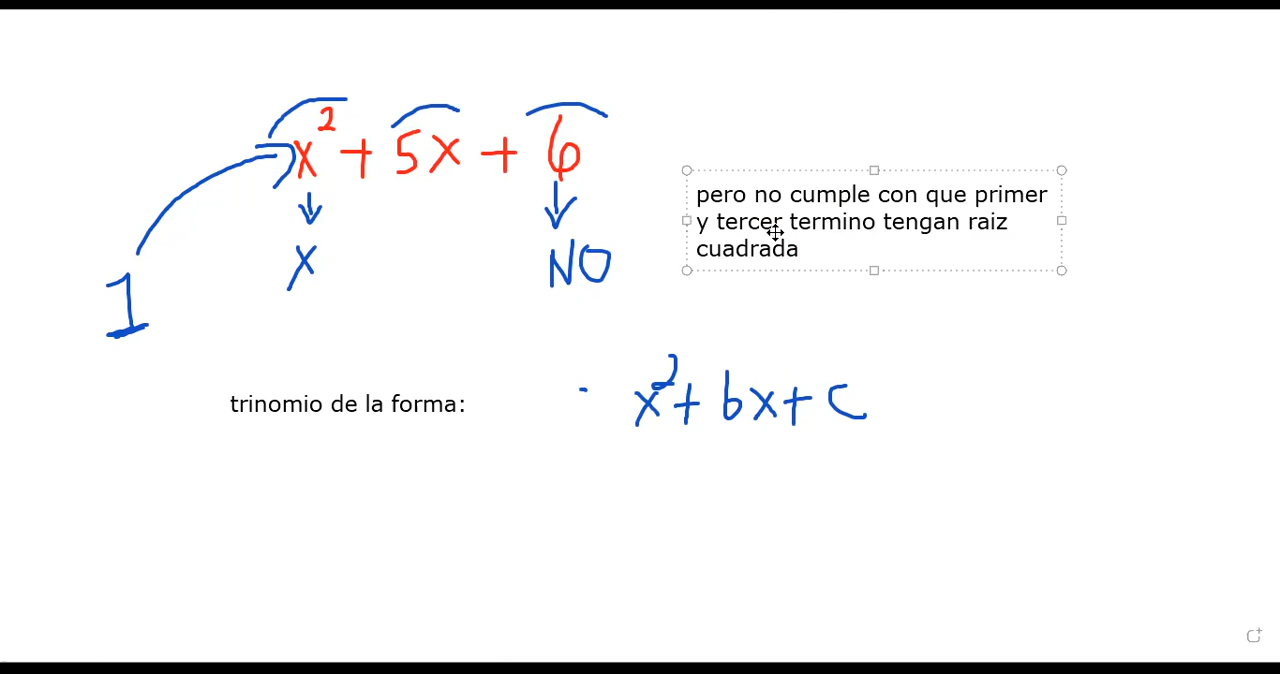 x² + 5x + 6
pero no cumple con que primer
y tercer termino tengan raiz
cuadrada
x
NO
1
trinomio de la forma:
x² + bx + c